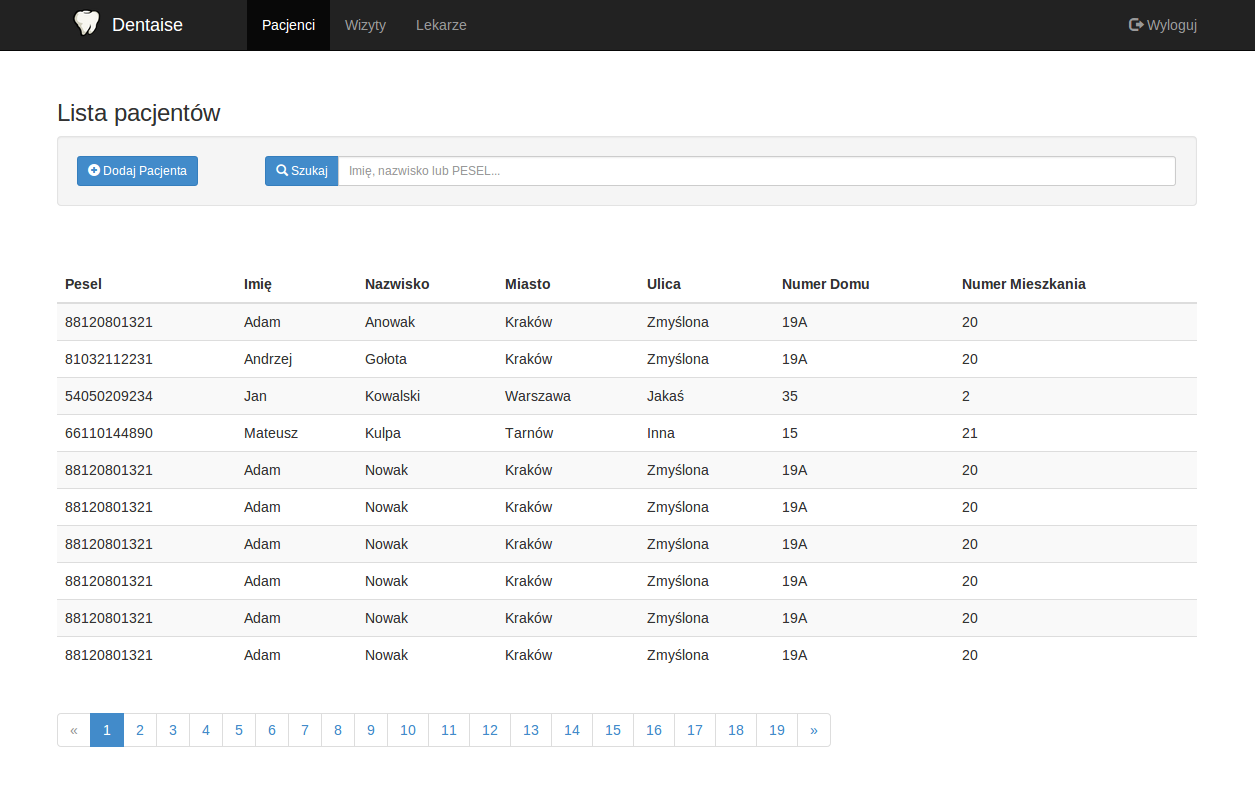 Dentaise Pacjenci Wizyty Lekarze Wyloguj
Lista pacjentów
Dodaj Pacjenta Szukaj Imię, nazwisko lub PESEL...
Pesel Imię Nazwisko Miasto Ulica Numer Domu Numer Mieszkania
88120801321 Adam Anowak Kraków Zmyślona 19A 20
81032112231 Andrzej Gołota Kraków Zmyślona 19A 20
54050209234 Jan Kowalski Warszawa Jakaś 35 2
66110144890 Mateusz Kulpa Tarnów Inna 15 21
88120801321 Adam Nowak Kraków Zmyślona 19A 20
88120801321 Adam Nowak Kraków Zmyślona 19A 20
88120801321 Adam Nowak Kraków Zmyślona 19A 20
88120801321 Adam Nowak Kraków Zmyślona 19A 20
88120801321 Adam Nowak Kraków Zmyślona 19A 20
88120801321 Adam Nowak Kraków Zmyślona 19A 20
« 1 2 3 4 5 6 7 8 9 10 11 12 13 14 15 16 17 18 19 »